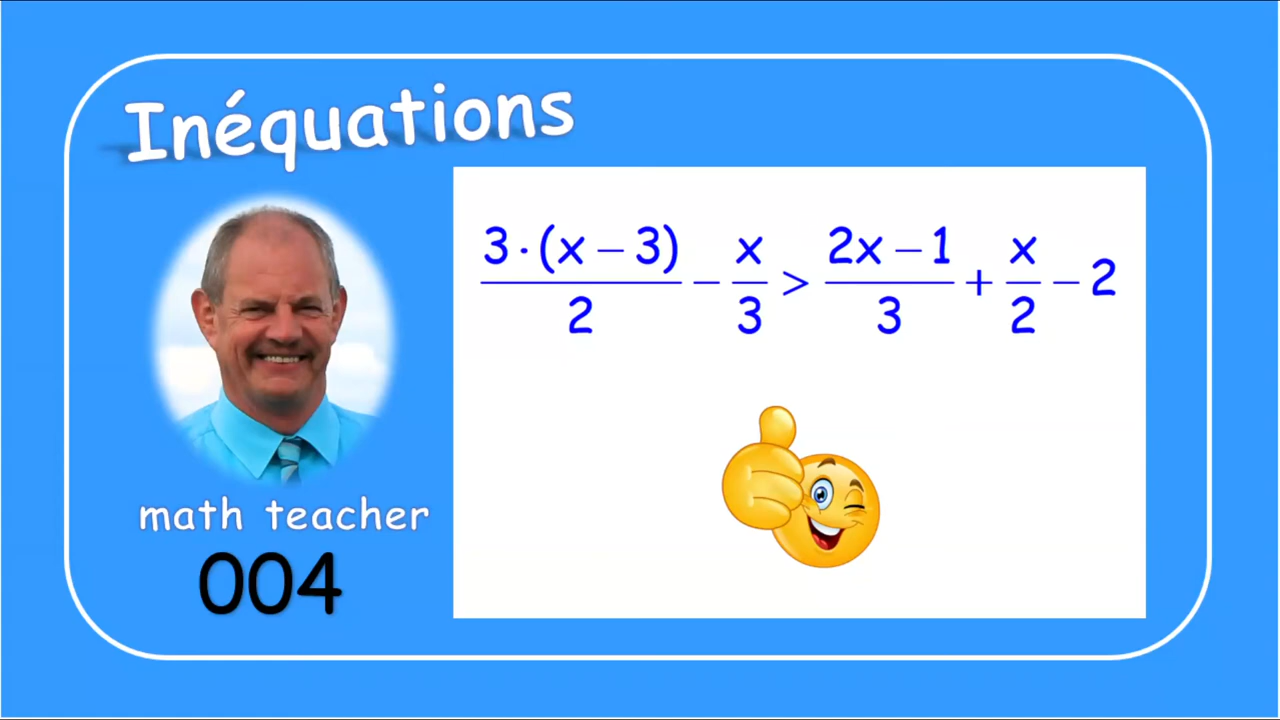 Inéquations
3·(x – 3)/2 – x/3 > 2x – 1/3 + x/2 – 2
math teacher
004